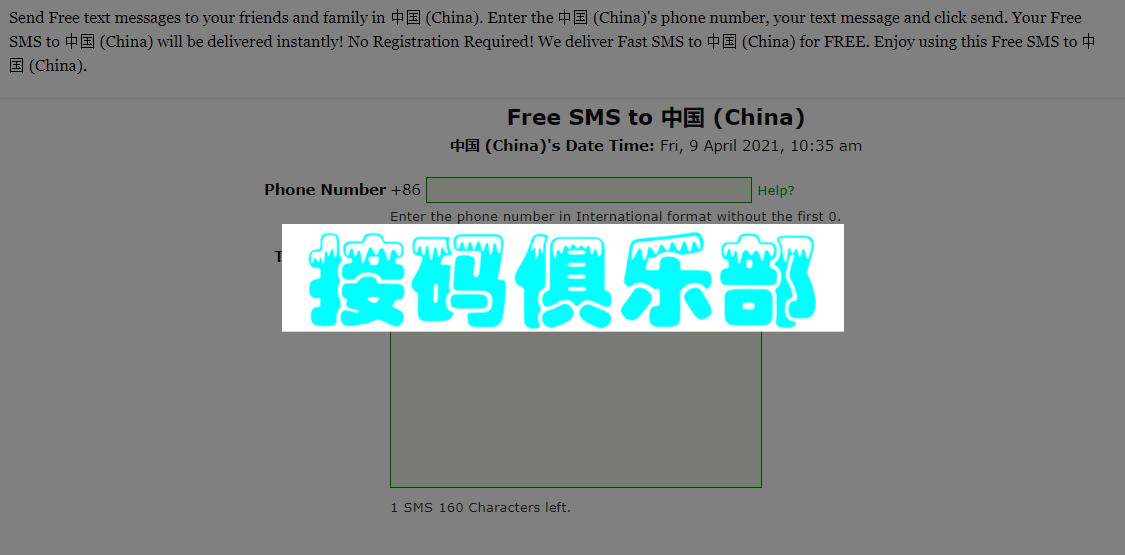 Send Free text messages to your friends and family in 中国 (China). Enter the 中国 (China)'s phone number, your text message and click send. Your Free
SMS to 中国 (China) will be delivered instantly! No Registration Required! We deliver Fast SMS to 中国 (China) for FREE. Enjoy using this Free SMS to 中
国 (China).
Free SMS to 中国 (China)
中国 (China)'s Date Time: Fri, 9 April 2021, 10:35 am
Phone Number +86 Help?
Enter the phone number in International format without the first 0.
接码俱乐部
1 SMS 160 Characters left.